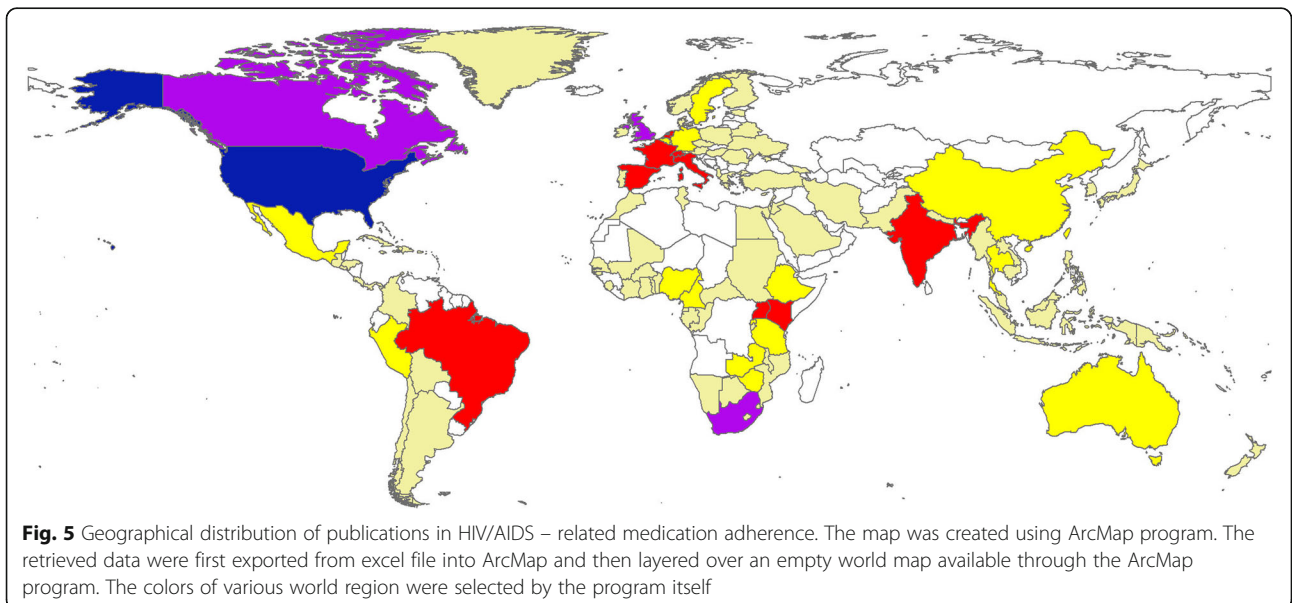 Fig. 5 Geographical distribution of publications in HIV/AIDS – related medication adherence. The map was created using ArcMap program. The
retrieved data were first exported from excel file into ArcMap and then layered over an empty world map available through the ArcMap
program. The colors of various world region were selected by the program itself